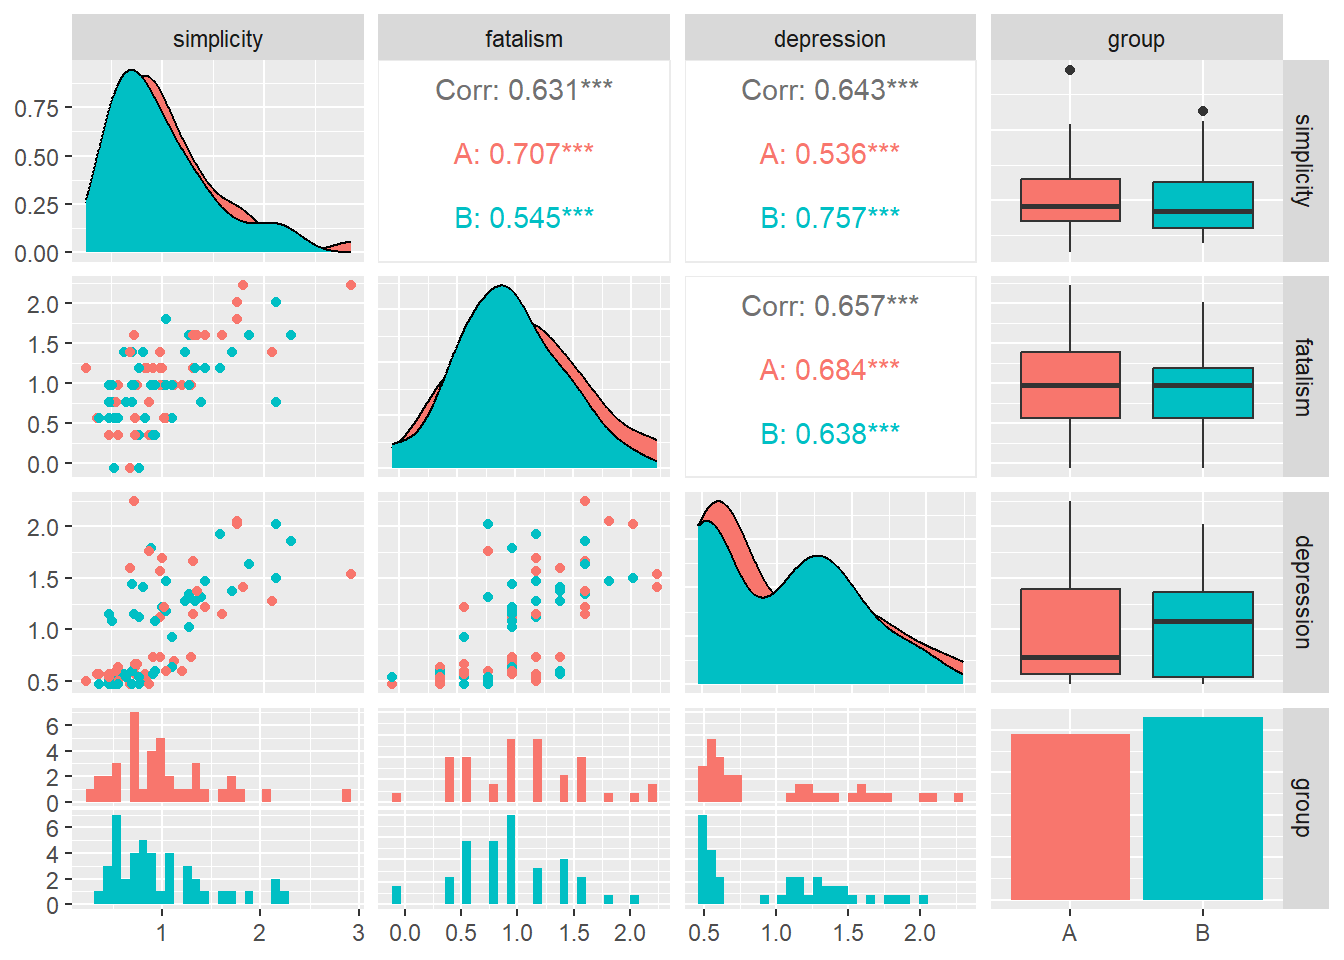 simplicity
fatalism
depression
group
0.75
0.50
0.25
0.00
Corr: 0.631***
A: 0.707***
B: 0.545***
Corr: 0.643***
A: 0.536***
B: 0.757***
simplicity
2.0
1.5
1.0
0.5
0.0
Corr: 0.657***
A: 0.684***
B: 0.638***
fatalism
2.0
1.5
1.0
0.5
depression
6
4
2
0
6
4
2
0
group
1 2 3
0.0 0.5 1.0 1.5 2.0
0.5 1.0 1.5 2.0
A B